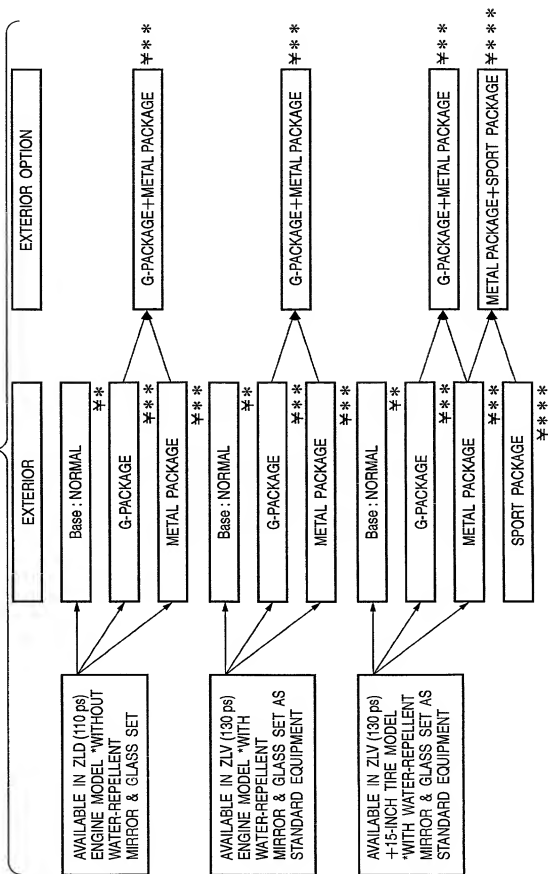 EXTERIOR
EXTERIOR OPTION
AVAILABLE IN ZLD (110 ps)
ENGINE MODEL *WITHOUT
WATER-REPELLENT
MIRROR & GLASS SET
Base : NORMAL
¥**
G-PACKAGE
¥***
METAL PACKAGE
¥***
G-PACKAGE+METAL PACKAGE
¥***
AVAILABLE IN ZLV (130 ps)
ENGINE MODEL *WITH
WATER-REPELLENT
MIRROR & GLASS SET AS
STANDARD EQUIPMENT
Base : NORMAL
¥**
G-PACKAGE
¥***
METAL PACKAGE
¥***
G-PACKAGE+METAL PACKAGE
¥***
AVAILABLE IN ZLV (130 ps)
+15-INCH TIRE MODEL
*WITH WATER-REPELLENT
MIRROR & GLASS SET AS
STANDARD EQUIPMENT
Base : NORMAL
¥**
G-PACKAGE
¥***
METAL PACKAGE
¥***
SPORT PACKAGE
¥****
G-PACKAGE+METAL PACKAGE
¥***
METAL PACKAGE+SPORT PACKAGE
¥****